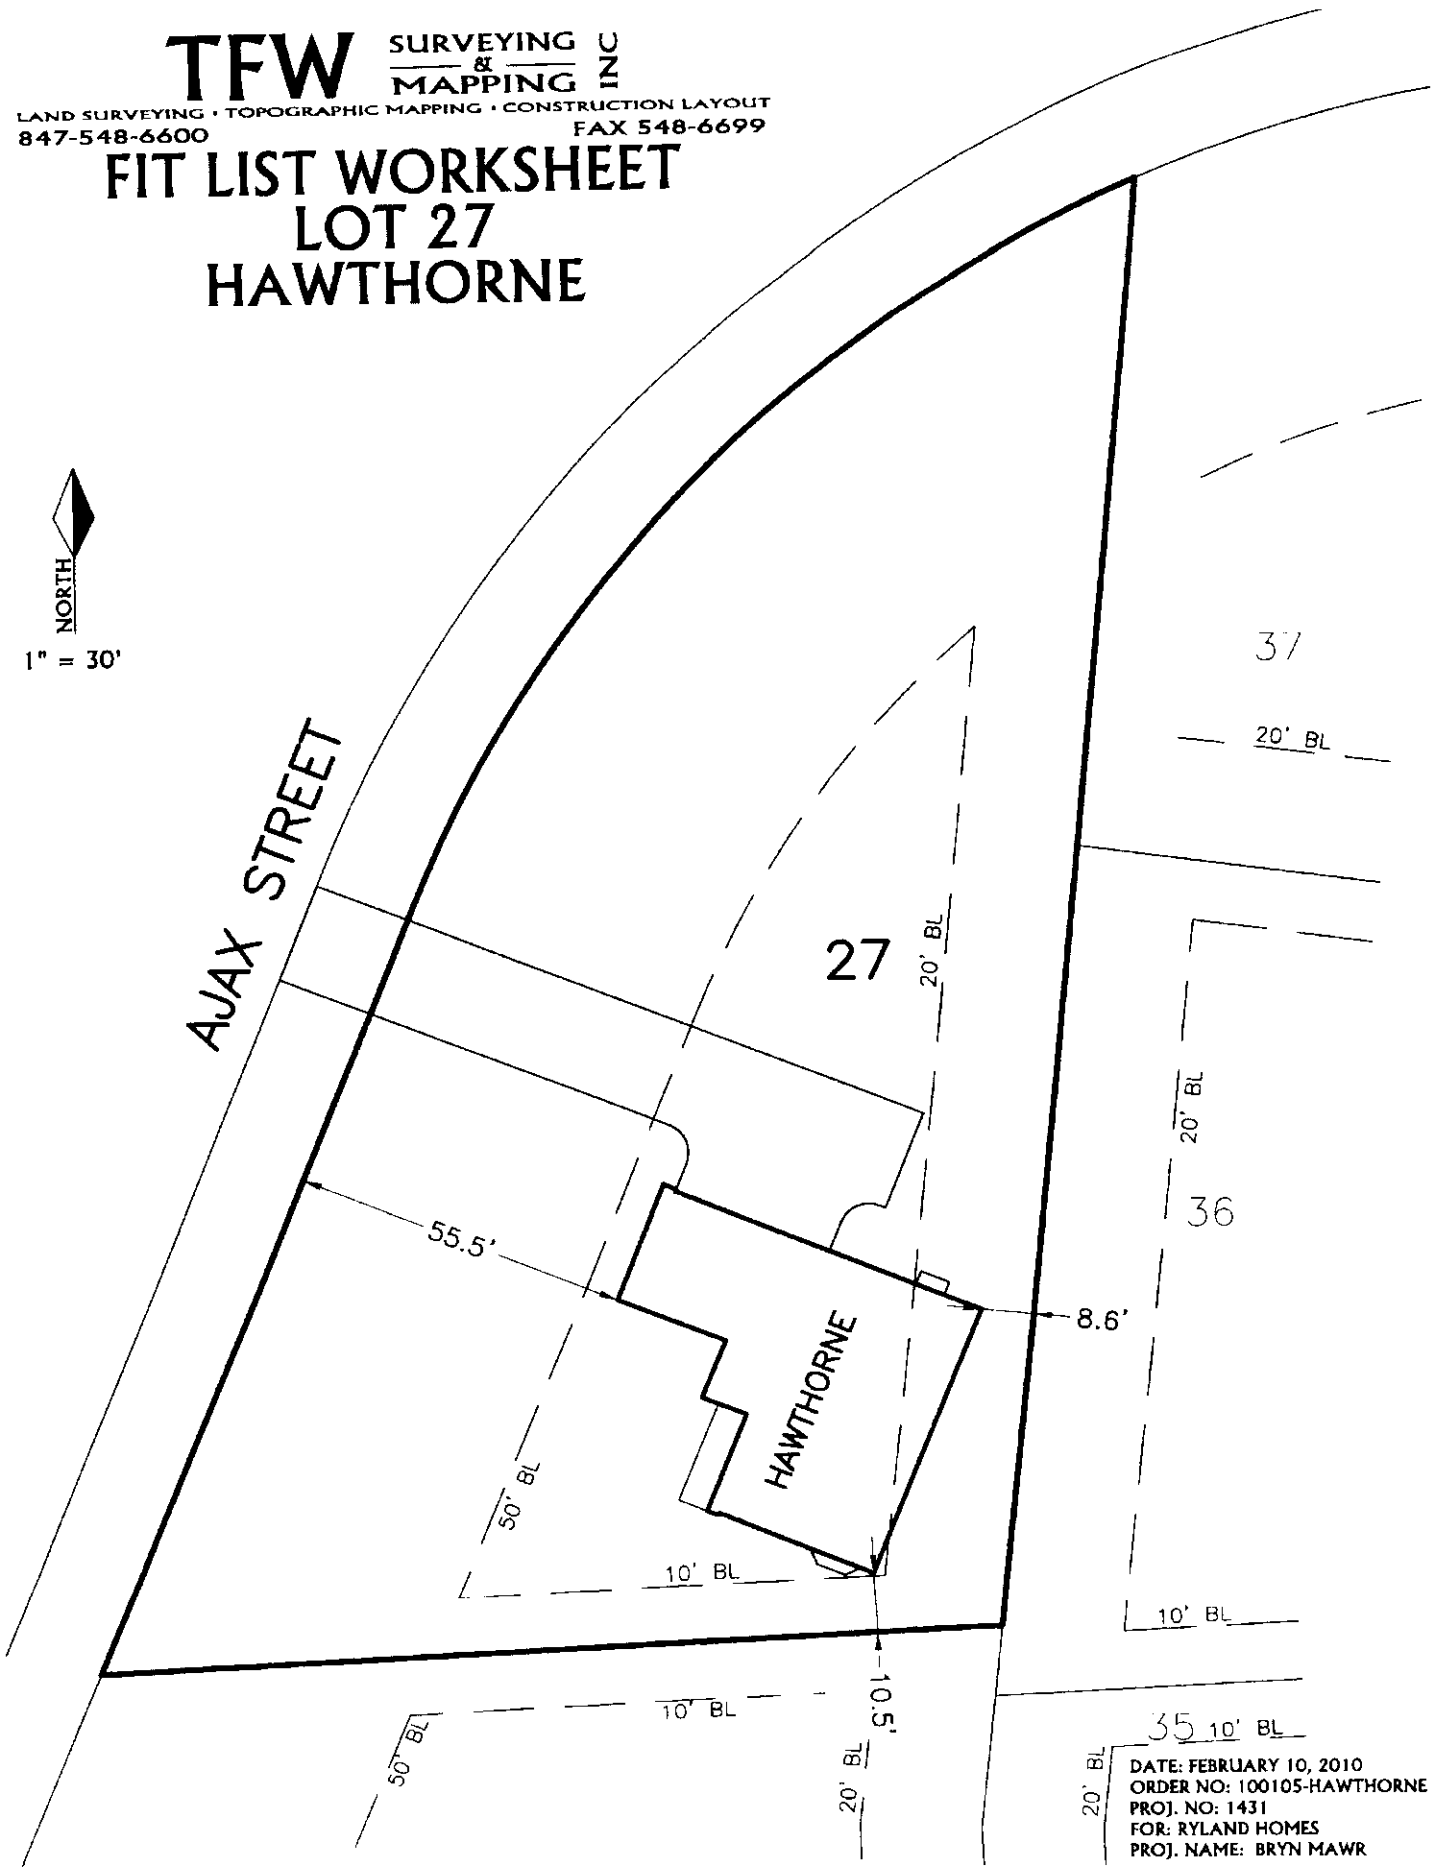 TFW SURVEYING & MAPPING INC
LAND SURVEYING • TOPOGRAPHIC MAPPING • CONSTRUCTION LAYOUT
847-548-6600 FAX 548-6699
FIT LIST WORKSHEET
LOT 27
HAWTHORNE
NORTH
1" = 30'
AJAX STREET
37
20' BL
27
20' BL
20' BL
36
55.5'
8.6'
HAWTHORNE
50' BL
10' BL
10' BL
10.5'
10' BL
50' BL
20' BL
35 10' BL
20' BL
DATE: FEBRUARY 10, 2010
ORDER NO: 100105-HAWTHORNE
PROJ. NO: 1431
FOR: RYLAND HOMES
PROJ. NAME: BRYN MAWR